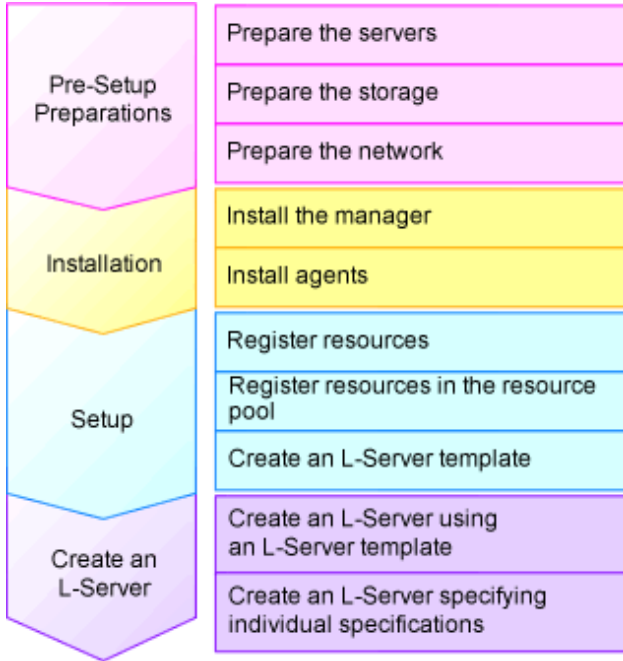 Pre-Setup
Preparations
Prepare the servers
Prepare the storage
Prepare the network
Installation
Install the manager
Install agents
Setup
Register resources
Register resources in the resource
pool
Create an L-Server template
Create an
L-Server
Create an L-Server using
an L-Server template
Create an L-Server specifying
individual specifications